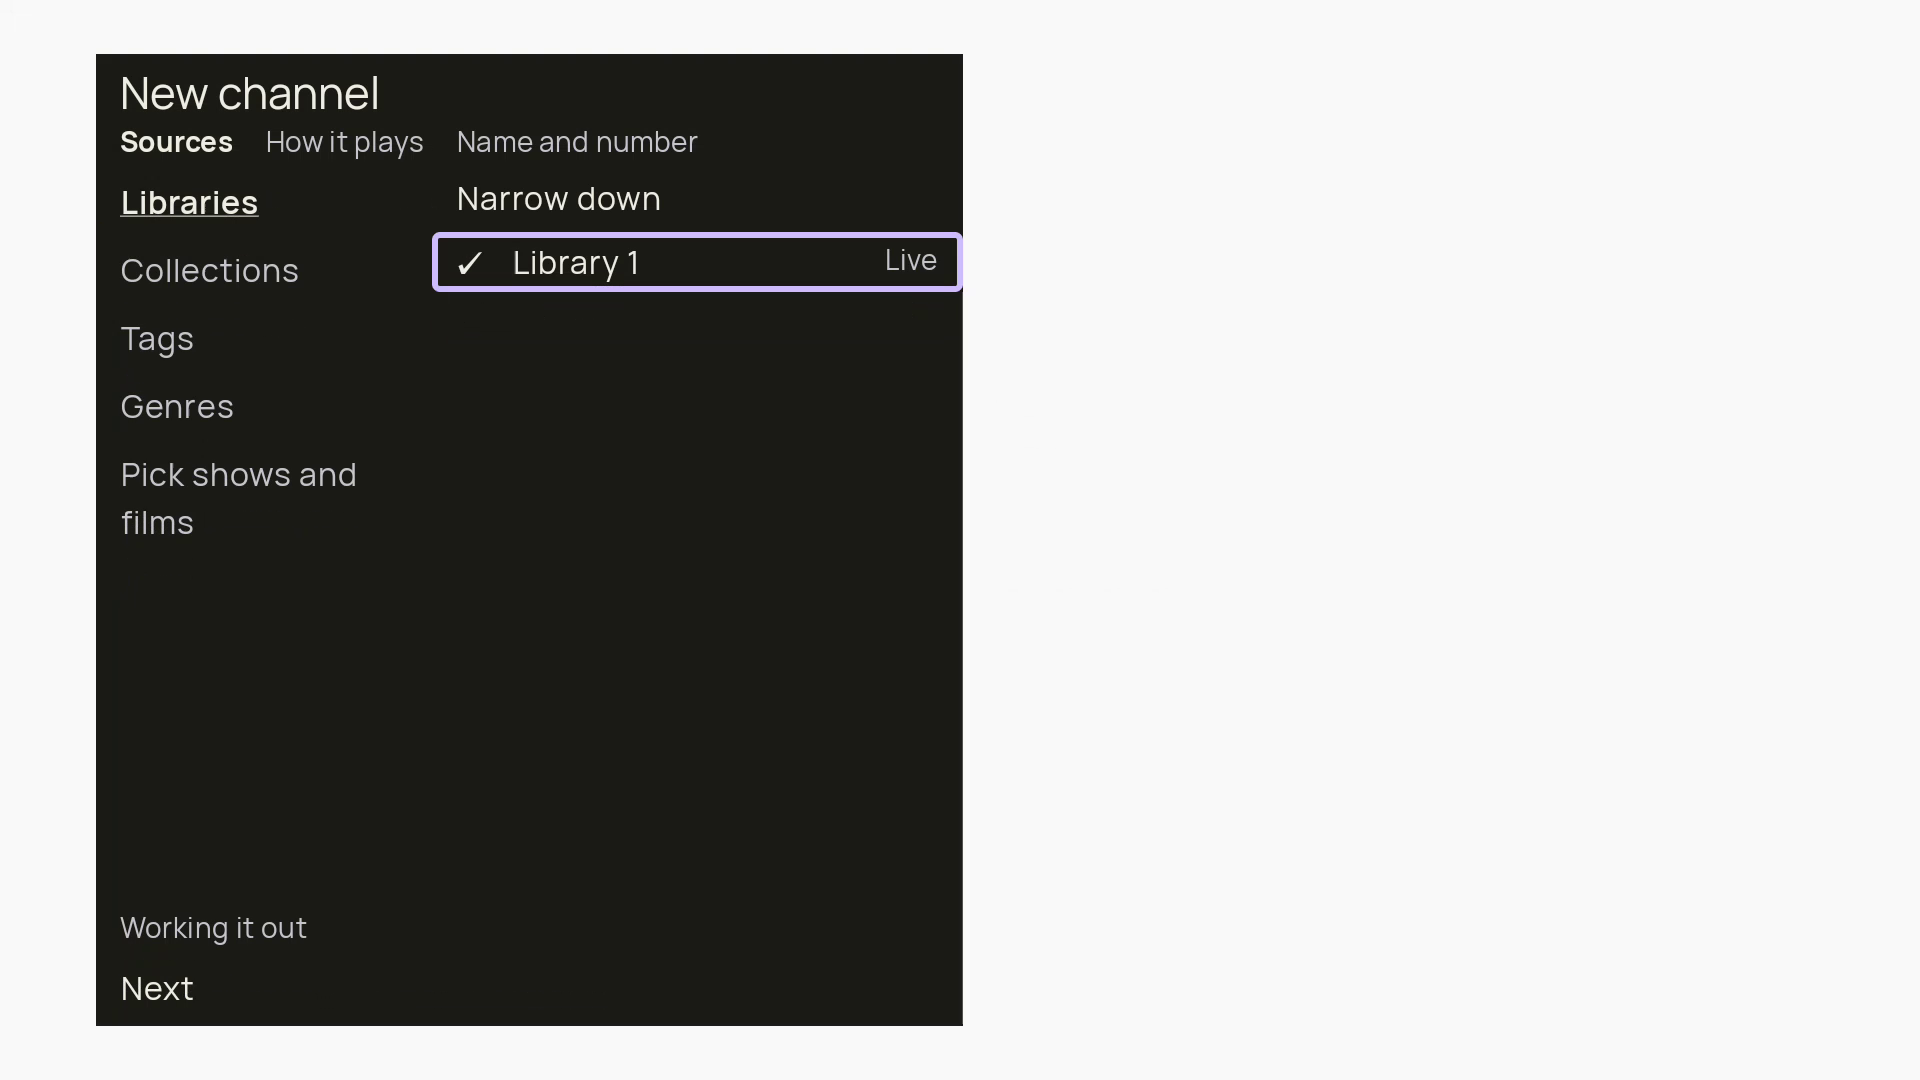 New channel
Sources How it plays Name and number
Libraries
Collections
Tags
Genres
Pick shows and
films
Narrow down
✓ Library 1 Live
Working it out
Next